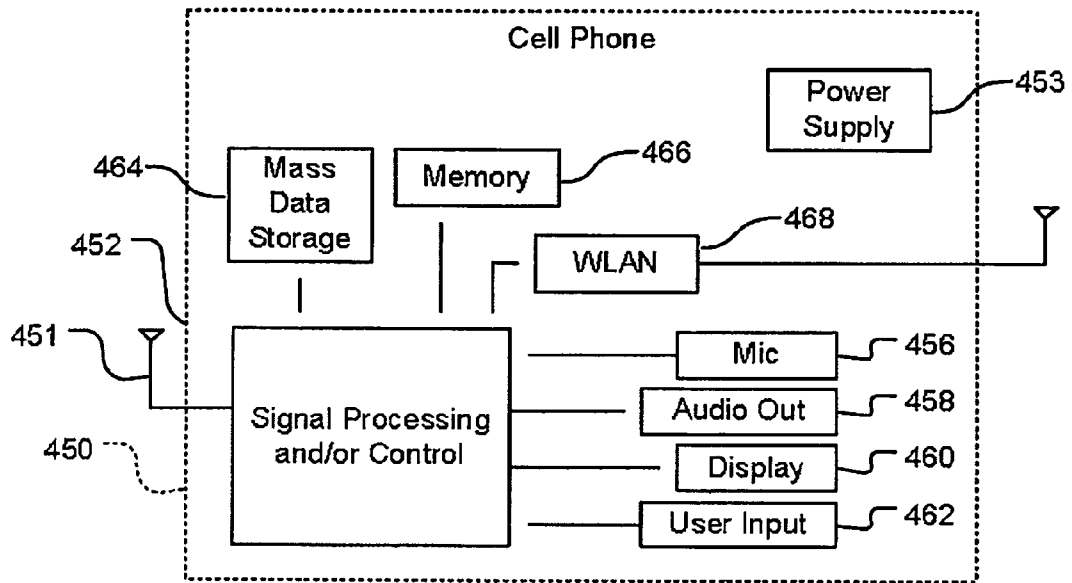 Cell Phone
Power
Supply
453
464
Mass
Data
Storage
Memory
466
468
452
WLAN
451
Mic
456
Signal Processing
and/or Control
Audio Out
458
450
Display
460
User Input
462